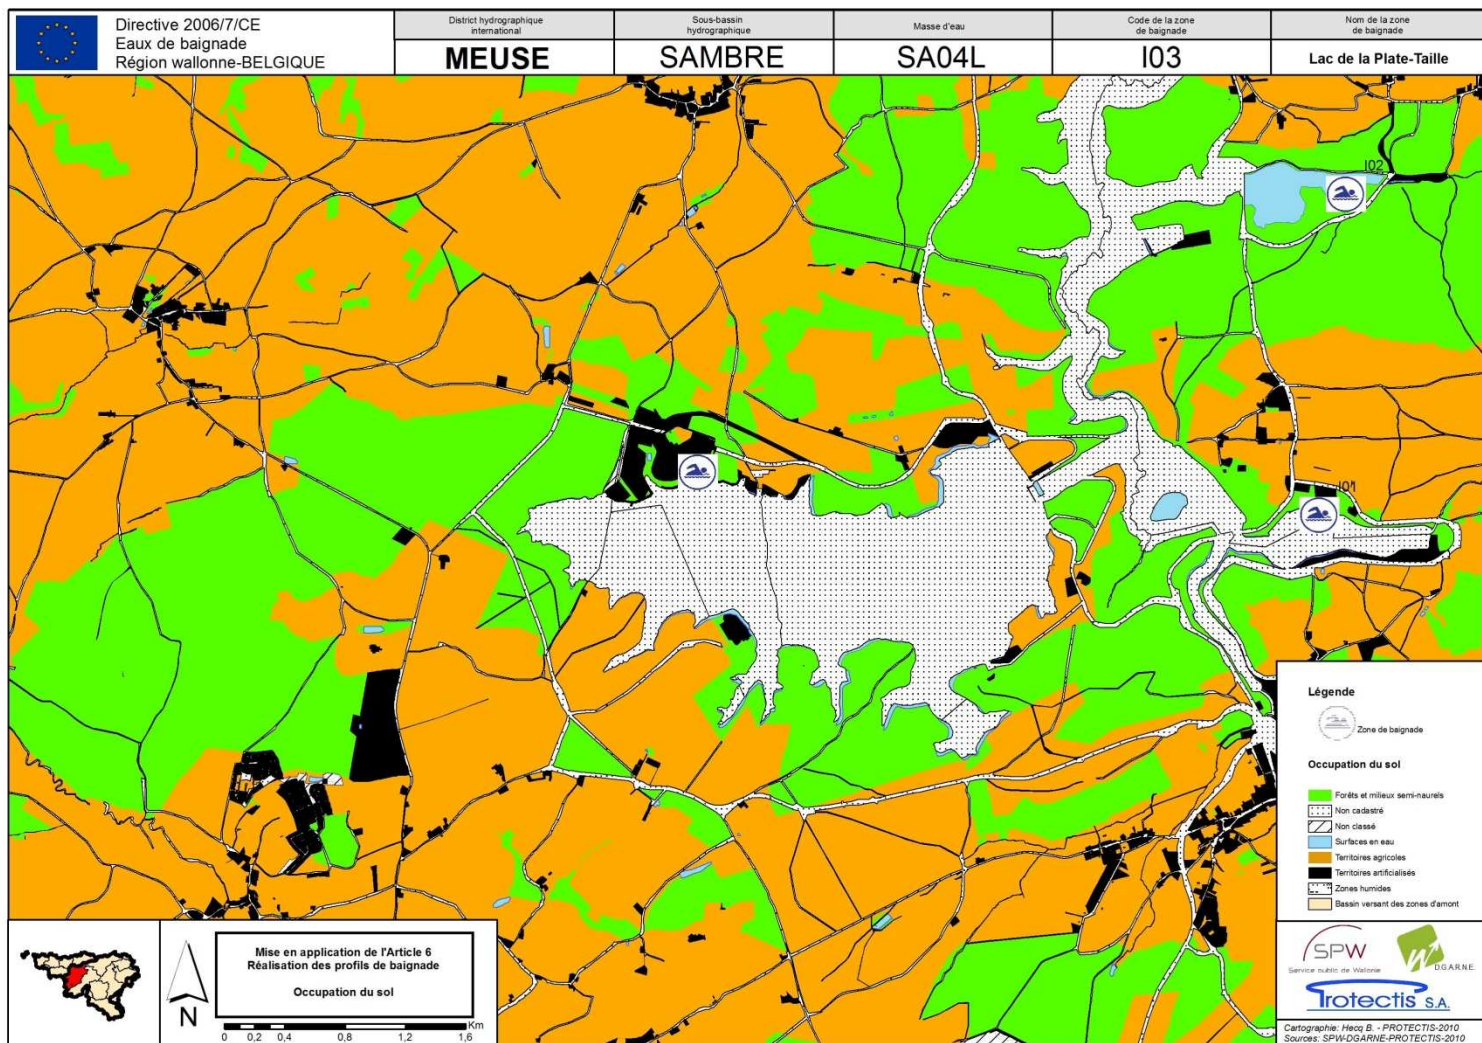 Directive 2006/7/CE
Eaux de baignade
Région wallonne-BELGIQUE
District hydrographique
international
MEUSE
Sous-bassin
hydrographique
SAMBRE
Masse d'eau
SA04L
Code de la zone
de baignade
I03
Nom de la zone
de baignade
Lac de la Plate-Taille
I02
I01
Légende
Zone de baignade
Occupation du sol
Forêts et milieux semi-naurels
Non cadastré
Non classé
Surfaces en eau
Territoires agricoles
Territoires artificialisés
Zones humides
Bassin versant des zones d'amont
N
Mise en application de l'Article 6
Réalisation des profils de baignade
Occupation du sol
Km
0 0,2 0,4 0,8 1,2 1,6
SPW
Service public de Wallonie
W
DGARNE
Protectis S.A.
Cartographie: Hecq B. - PROTECTIS-2010
Sources: SPW-DGARNE-PROTECTIS-2010